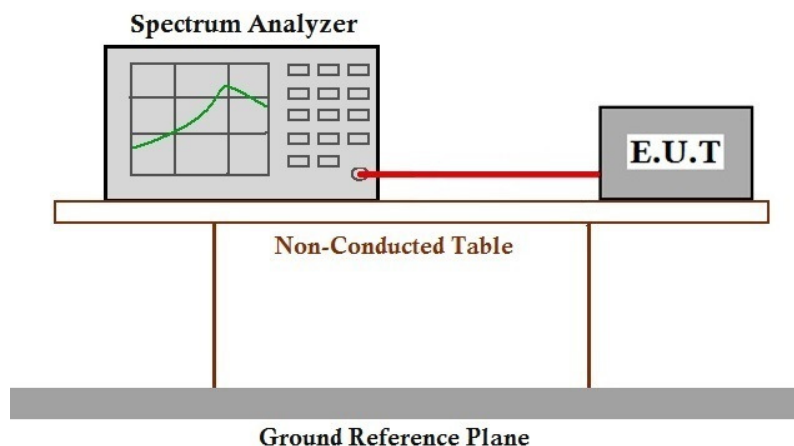 Spectrum Analyzer
E.U.T
Non-Conducted Table
Ground Reference Plane